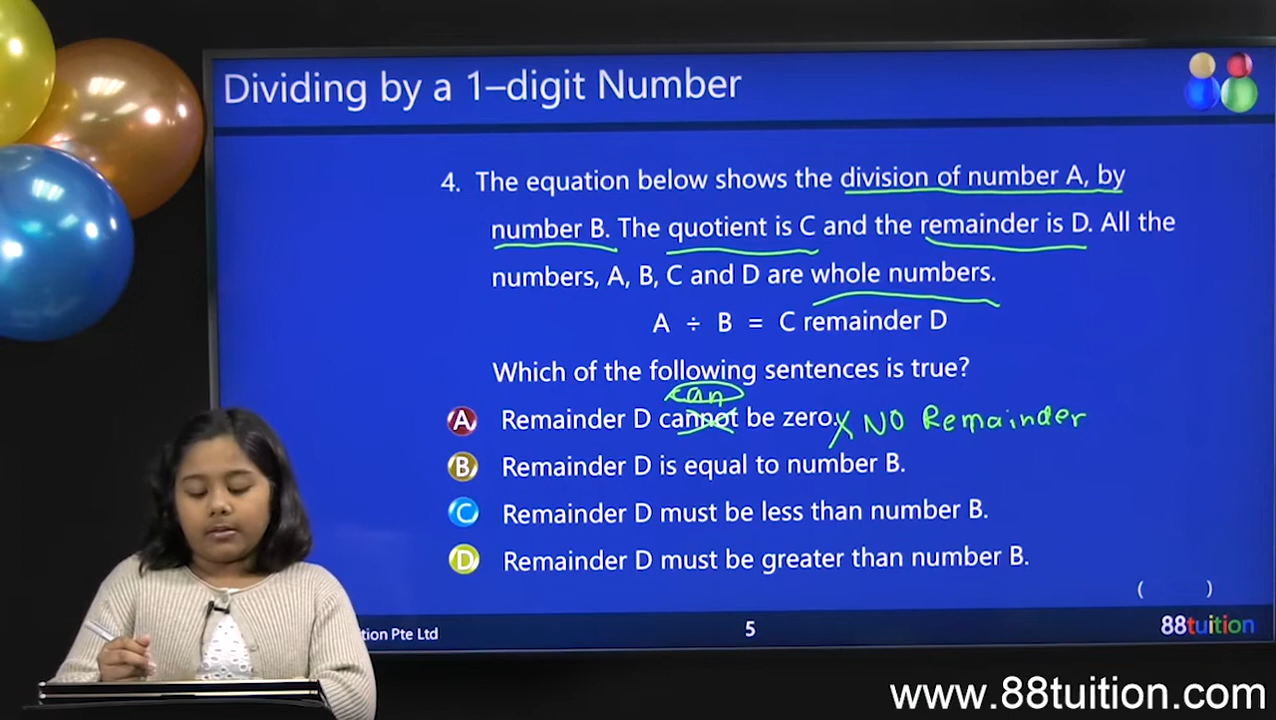 Dividing by a 1–digit Number
4. The equation below shows the division of number A, by
number B. The quotient is C and the remainder is D. All the
numbers, A, B, C and D are whole numbers.
A ÷ B = C remainder D
Which of the following sentences is true?
can
A Remainder D cannot be zero. X NO Remainder
B Remainder D is equal to number B.
C Remainder D must be less than number B.
D Remainder D must be greater than number B.
( )
tion Pte Ltd 5 88tuition
www.88tuition.com